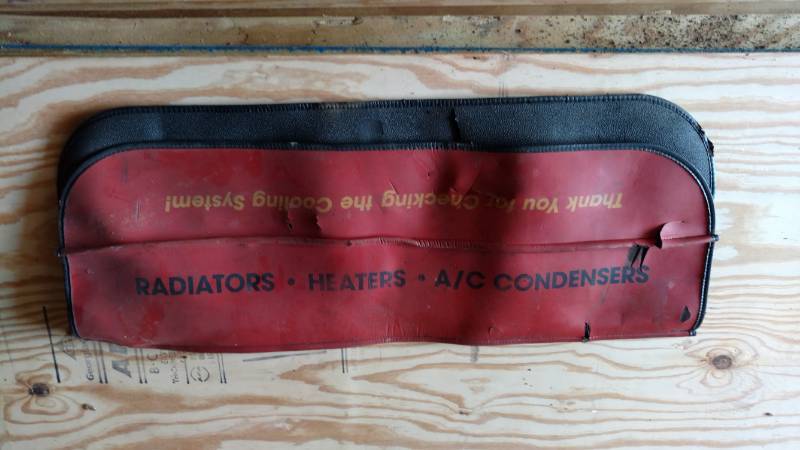 Thank You for Checking the Cooling System!
RADIATORS • HEATERS • A/C CONDENSERS